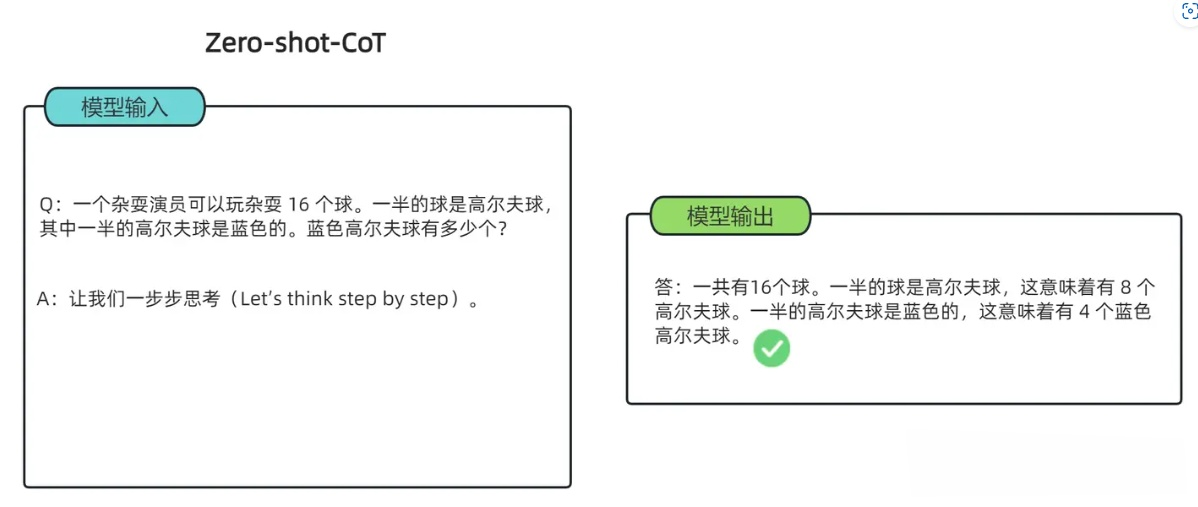 Zero-shot-CoT
模型输入
Q：一个杂耍演员可以玩杂耍 16 个球。一半的球是高尔夫球，
其中一半的高尔夫球是蓝色的。蓝色高尔夫球有多少个？
A：让我们一步步思考（Let’s think step by step）。
模型输出
答：一共有16个球。一半的球是高尔夫球，这意味着有 8 个
高尔夫球。一半的高尔夫球是蓝色的，这意味着有 4 个蓝色
高尔夫球。